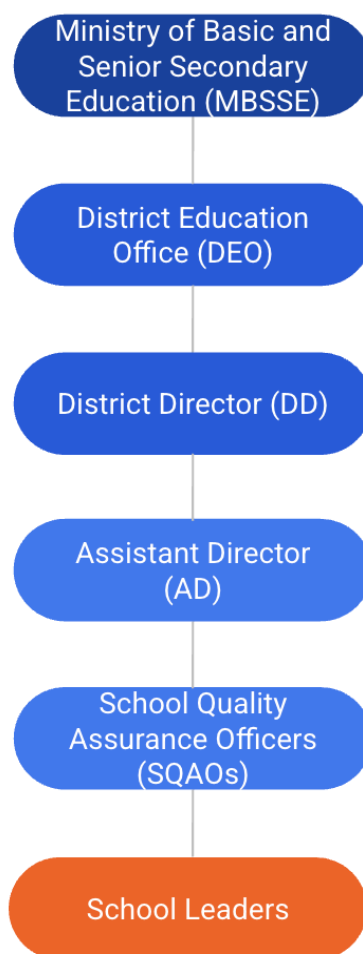 Ministry of Basic and
Senior Secondary
Education (MBSSE)
District Education
Office (DEO)
District Director (DD)
Assistant Director
(AD)
School Quality
Assurance Officers
(SQAOs)
School Leaders